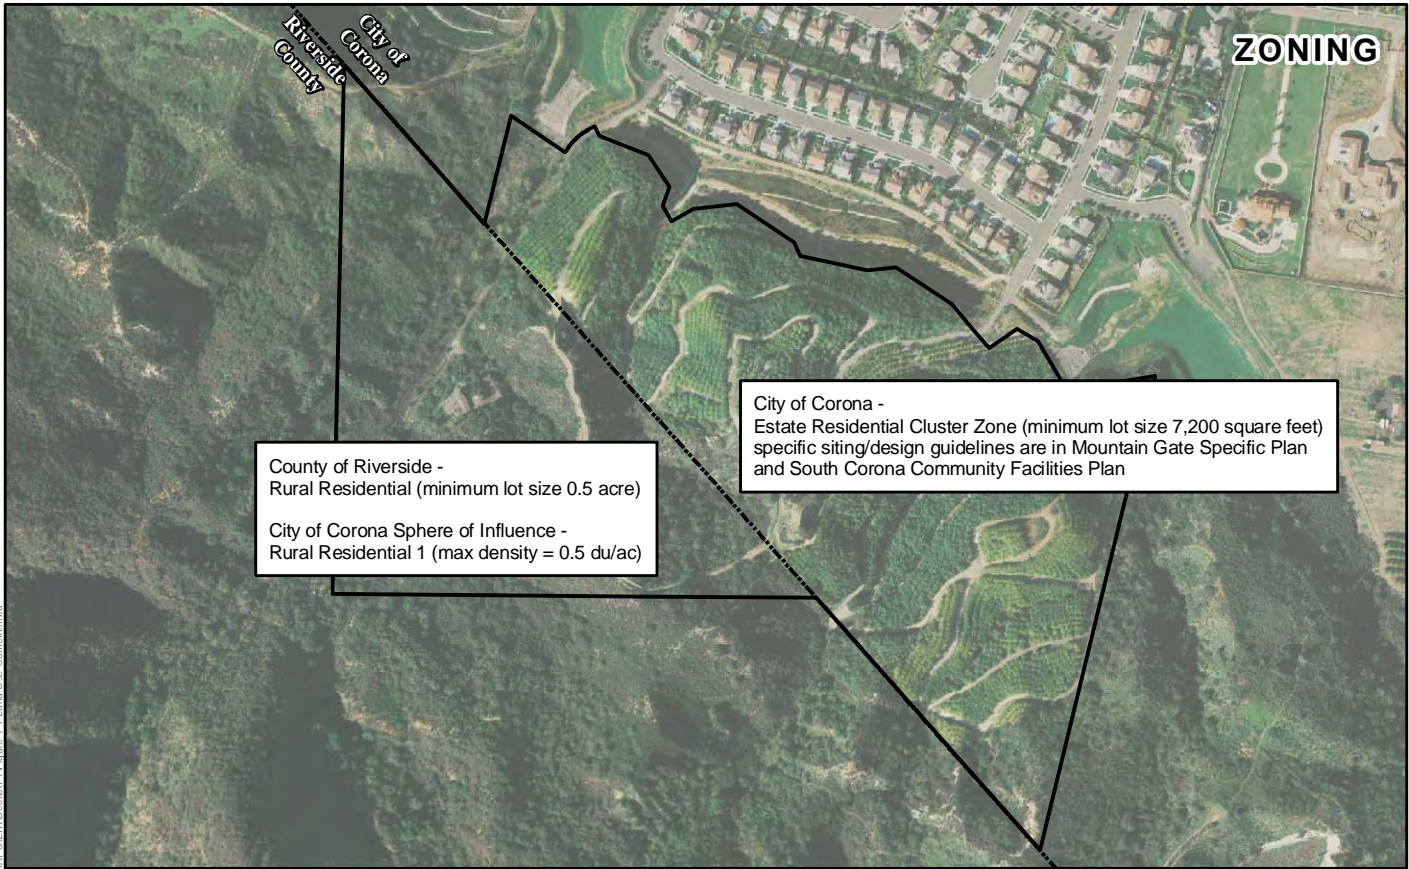 ZONING
City of
Corona
Riverside
County
City of Corona -
Estate Residential Cluster Zone (minimum lot size 7,200 square feet)
specific siting/design guidelines are in Mountain Gate Specific Plan
and South Corona Community Facilities Plan
County of Riverside -
Rural Residential (minimum lot size 0.5 acre)
City of Corona Sphere of Influence -
Rural Residential 1 (max density = 0.5 du/ac)